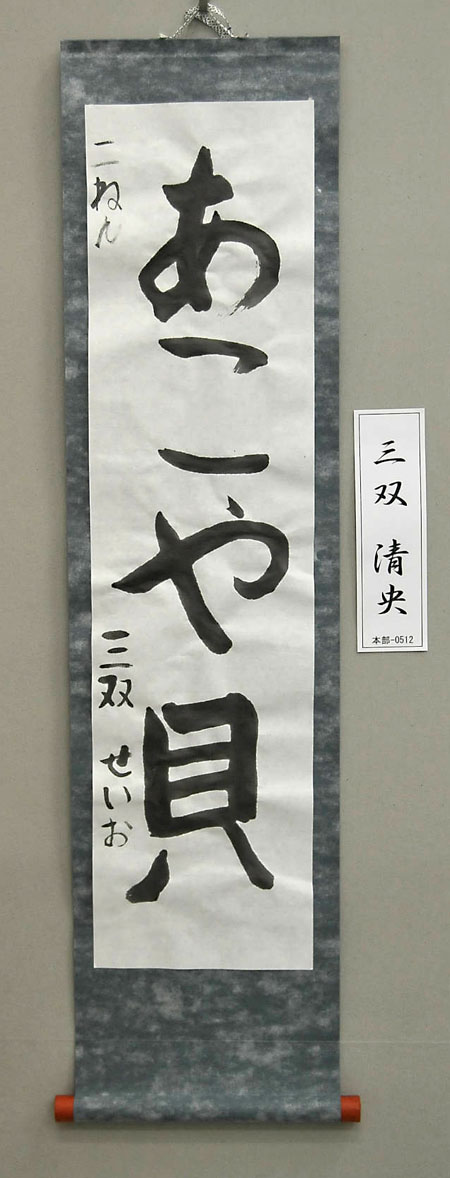 あこや貝
二ねん
三双 せいお
三双 清央
本部-0512